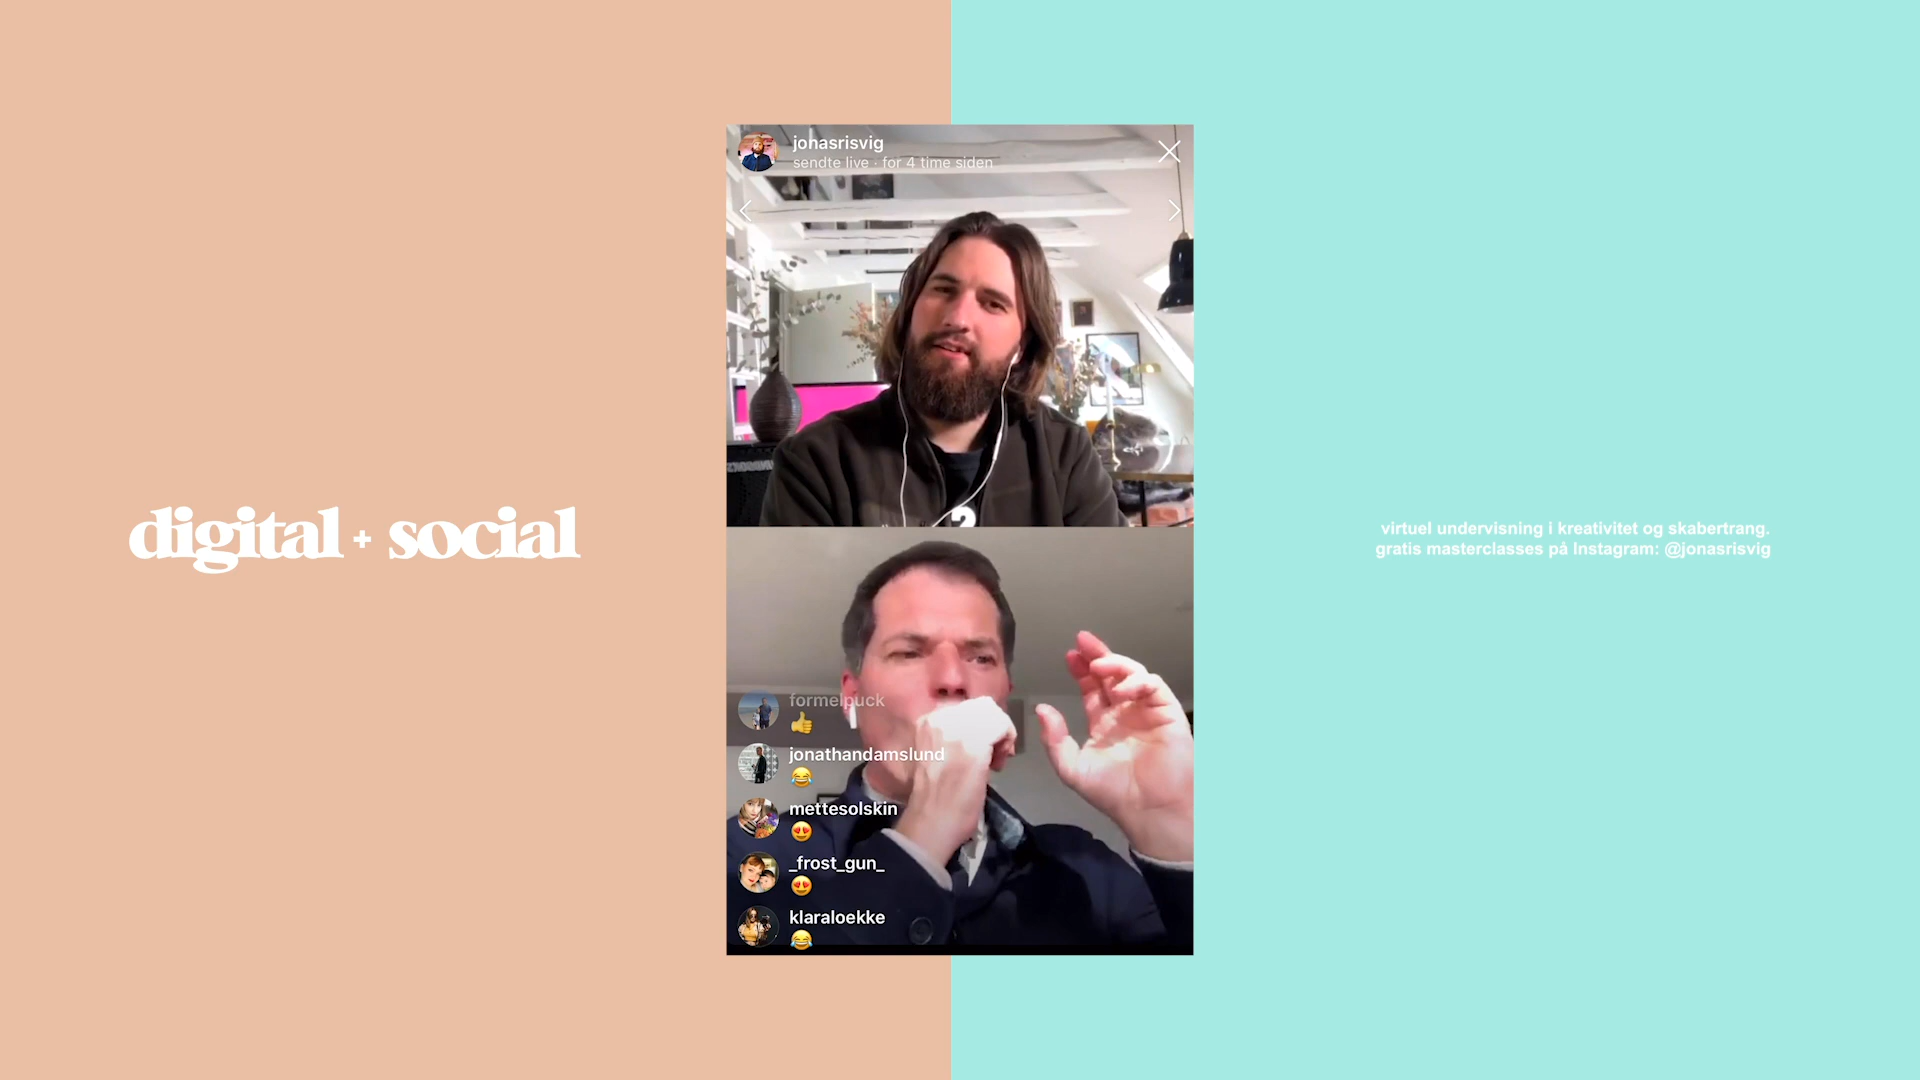 jonasrisvig
sendte live · for 4 time siden
digital + social
virtuel undervisning i kreativitet og skabertrang.
gratis masterclasses på Instagram: @jonasrisvig
formelpuck
👍
jonathandamslund
😂
mettesolskin
😍
_frost_gun_
😍
klaraloekke
😂